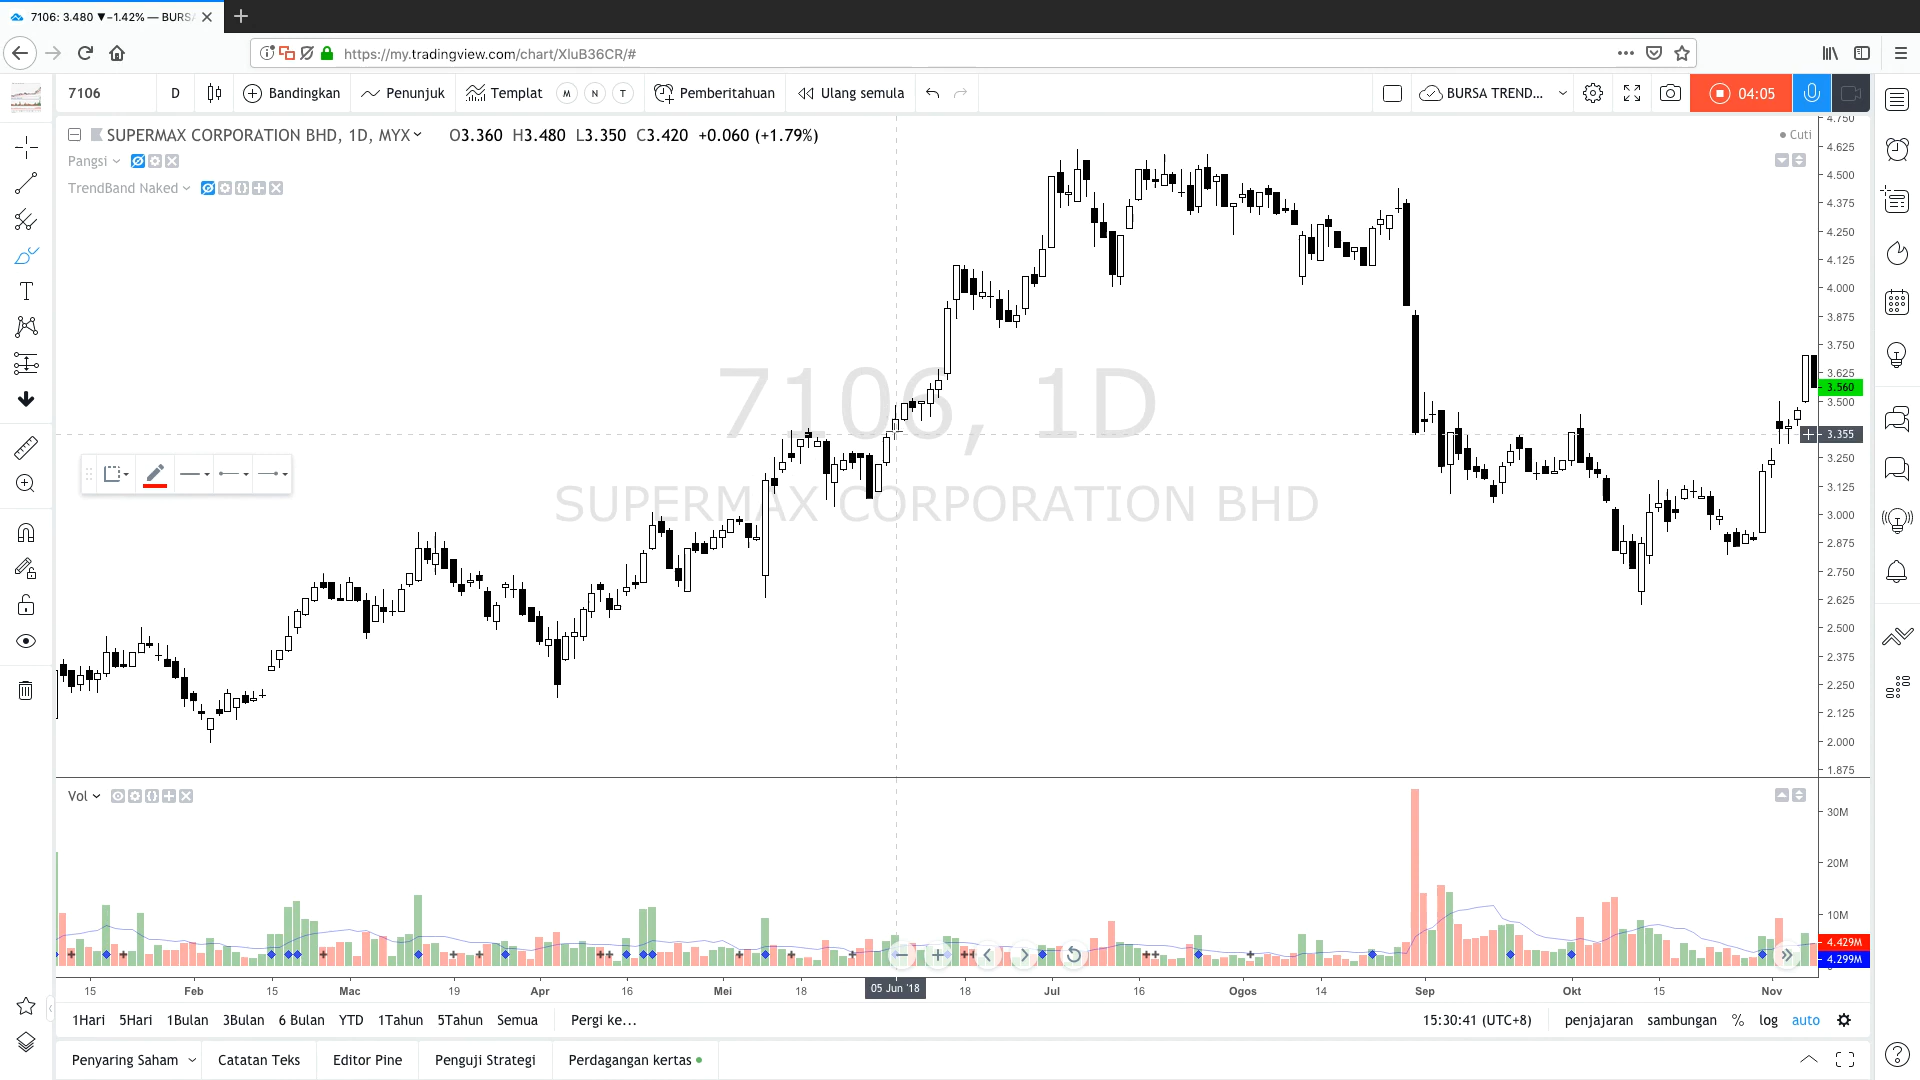 7106: 3.480 ▼−1.42% — BURSA
https://my.tradingview.com/chart/XluB36CR/#
7106 D Bandingkan Penunjuk Templat M N T Pemberitahuan Ulang semula BURSA TREND... 04:05
SUPERMAX CORPORATION BHD, 1D, MYX O3.360 H3.480 L3.350 C3.420 +0.060 (+1.79%)
Cuti
Pangsi
TrendBand Naked
7106, 1D
SUPERMAX CORPORATION BHD
4.750
4.625
4.500
4.375
4.250
4.125
4.000
3.875
3.750
3.625
3.560
3.500
3.355
3.250
3.125
3.000
2.875
2.750
2.625
2.500
2.375
2.250
2.125
2.000
1.875
Vol
30M
20M
10M
4.429M
4.299M
15 Feb 15 Mac 19 Apr 16 Mei 18 05 Jun '18 18 Jul 16 Ogos 14 Sep Okt 15 Nov
1Hari 5Hari 1Bulan 3Bulan 6 Bulan YTD 1Tahun 5Tahun Semua Pergi ke... 15:30:41 (UTC+8) penjajaran sambungan % log auto
Penyaring Saham Catatan Teks Editor Pine Penguji Strategi Perdagangan kertas